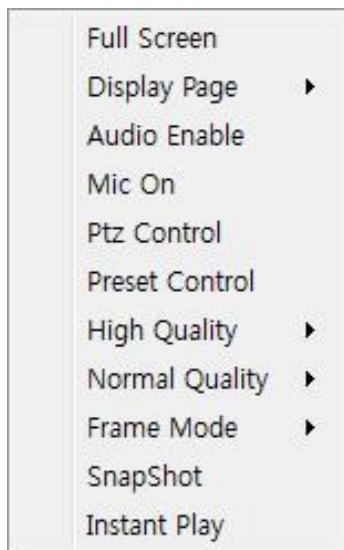 Full Screen
Display Page
Audio Enable
Mic On
Ptz Control
Preset Control
High Quality
Normal Quality
Frame Mode
SnapShot
Instant Play